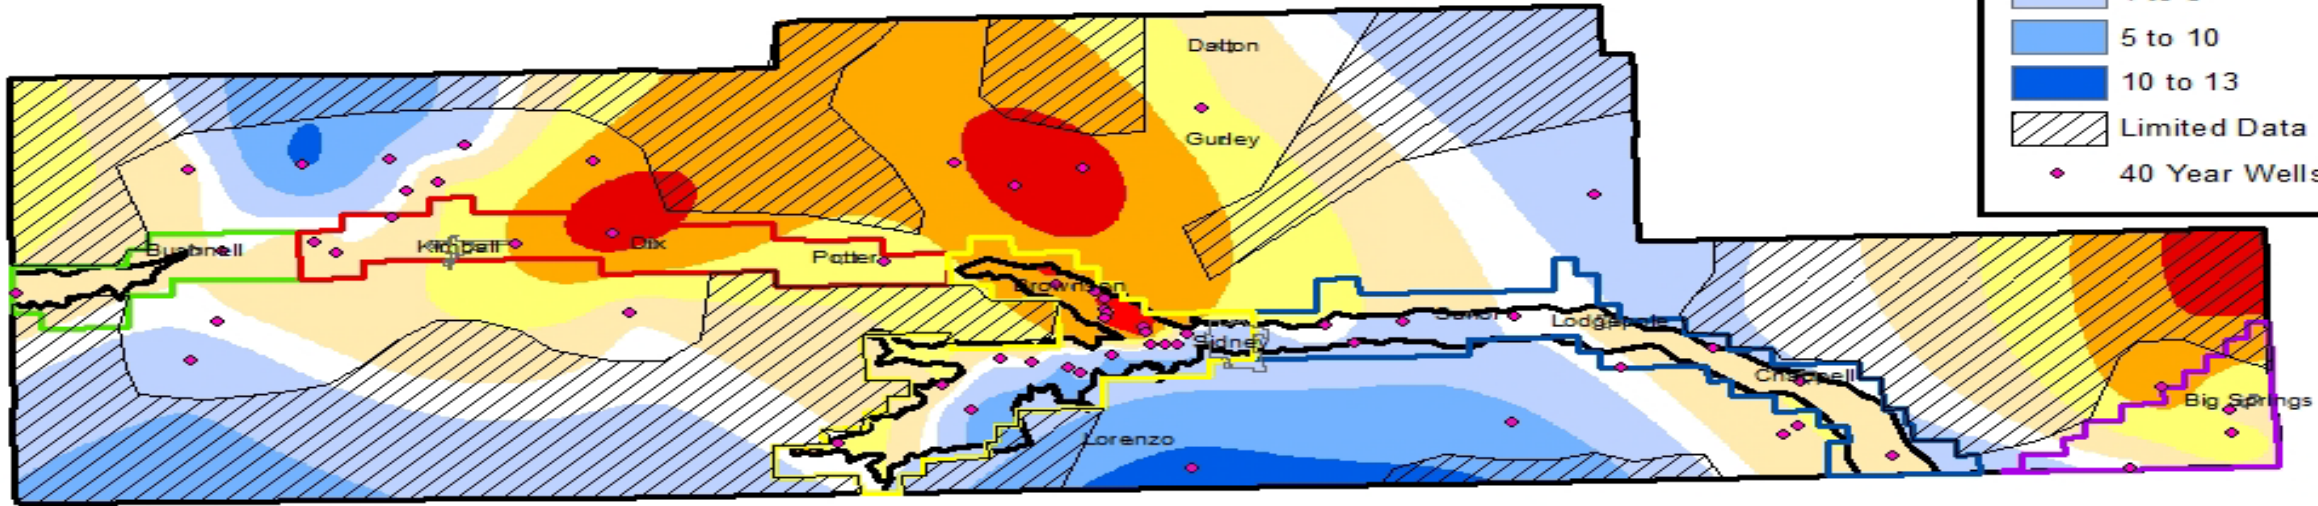 Dalton
5 to 10
10 to 13
Limited Data
Gurley
40 Year Wells
Bushnell
Kimball
Dix
Potter
Brownson
Sunol
Lodgepole
Sidney
Chappell
Big Springs
Lorenzo